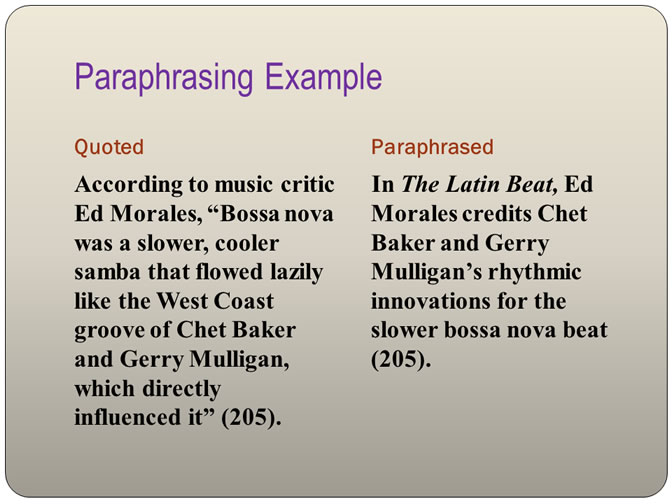 Paraphrasing Example
Quoted
According to music critic
Ed Morales, “Bossa nova
was a slower, cooler
samba that flowed lazily
like the West Coast
groove of Chet Baker
and Gerry Mulligan,
which directly
influenced it” (205).
Paraphrased
In The Latin Beat, Ed
Morales credits Chet
Baker and Gerry
Mulligan’s rhythmic
innovations for the
slower bossa nova beat
(205).